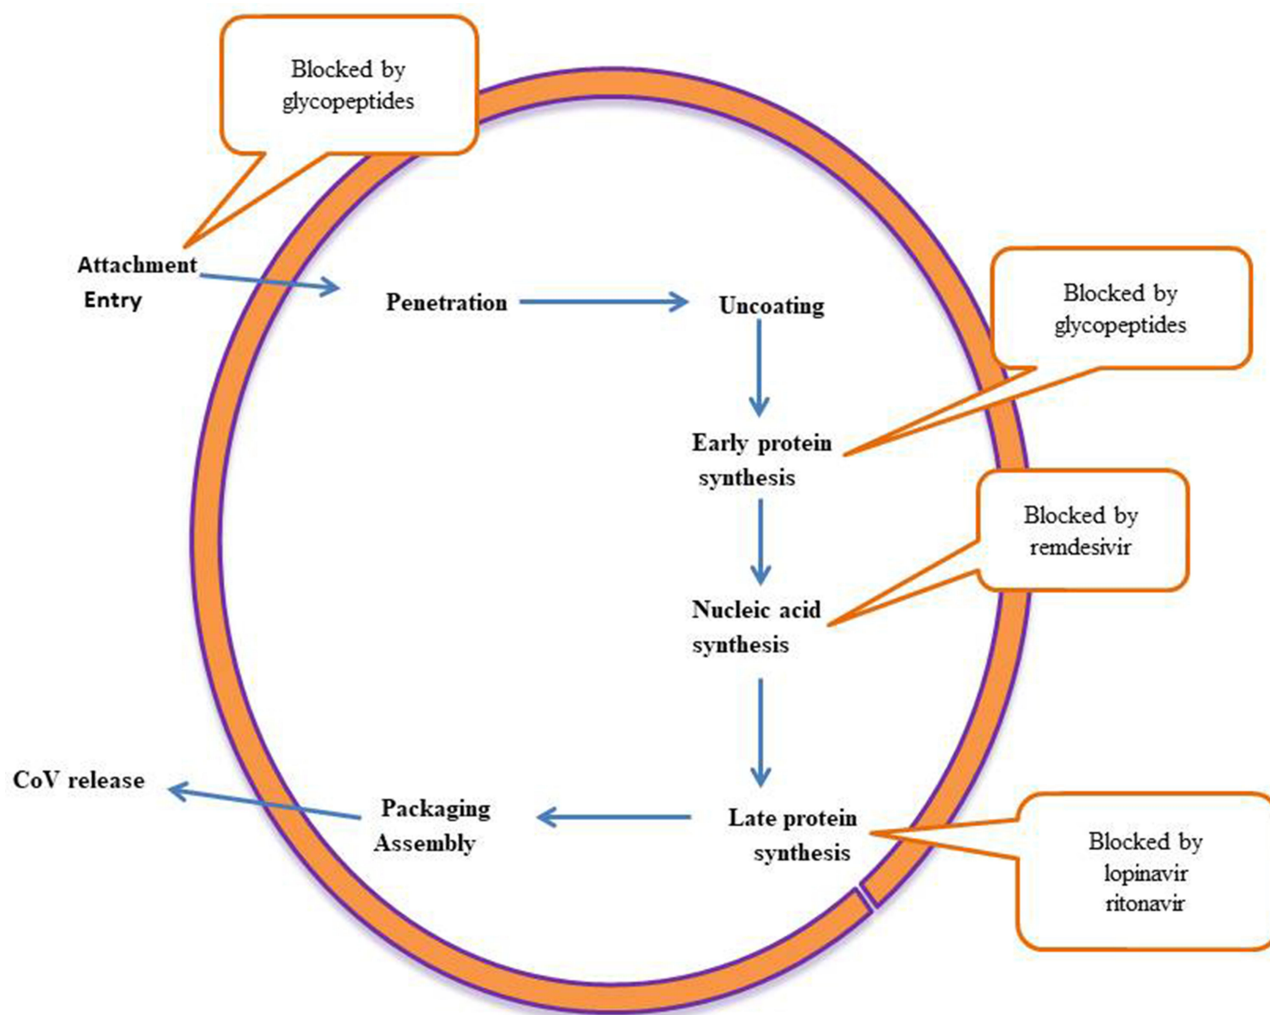 Blocked by
glycopeptides
Attachment
Entry
Penetration
Uncoating
Blocked by
glycopeptides
Early protein
synthesis
Blocked by
remdesivir
Nucleic acid
synthesis
Late protein
synthesis
Blocked by
lopinavir
ritonavir
Packaging
Assembly
CoV release